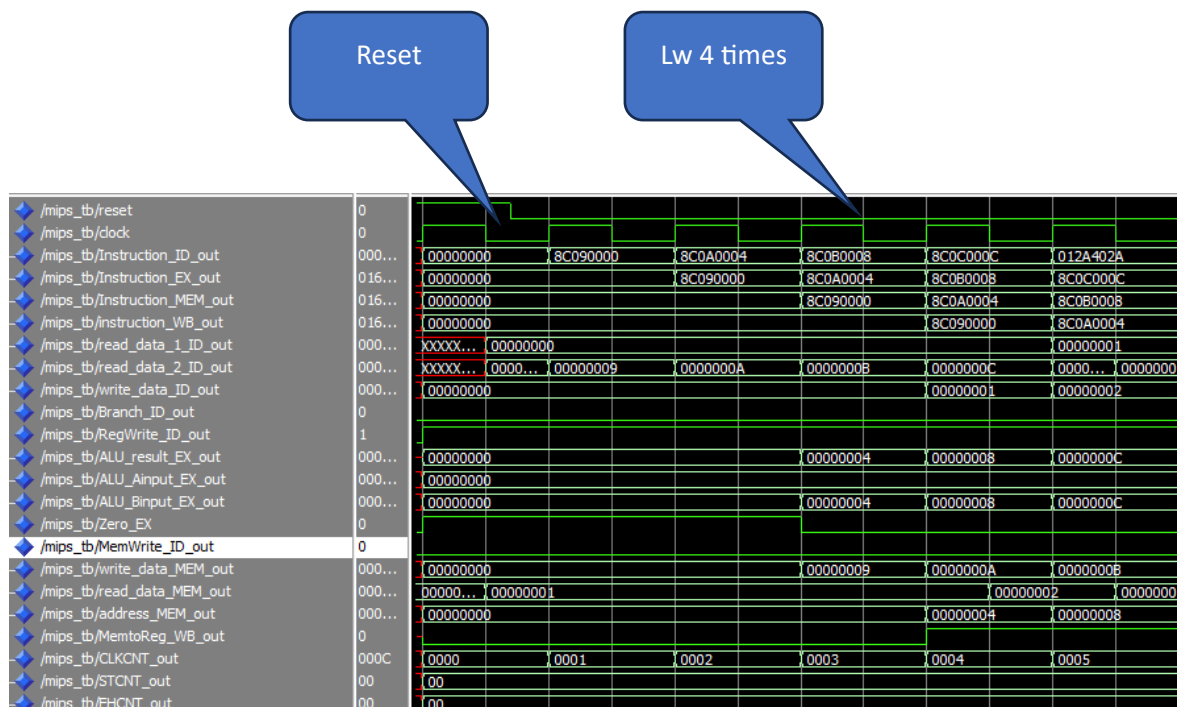 Reset
Lw 4 times
/mips_tb/reset 0
/mips_tb/clock 0
/mips_tb/Instruction_ID_out 000... 00000000 8C090000 8C0A0004 8C0B0008 8C0C000C 012A402A
/mips_tb/Instruction_EX_out 016... 00000000 8C090000 8C0A0004 8C0B0008 8C0C000C
/mips_tb/Instruction_MEM_out 016... 00000000 8C090000 8C0A0004 8C0B0008
/mips_tb/instruction_WB_out 016... 00000000 8C090000 8C0A0004
/mips_tb/read_data_1_ID_out 000... XXXXX... 00000000 00000001
/mips_tb/read_data_2_ID_out 000... XXXXX... 0000... 00000009 0000000A 0000000B 0000000C 0000... 0000000
/mips_tb/write_data_ID_out 000... 00000000 00000001 00000002
/mips_tb/Branch_ID_out 0
/mips_tb/RegWrite_ID_out 1
/mips_tb/ALU_result_EX_out 000... 00000000 00000004 00000008 0000000C
/mips_tb/ALU_Ainput_EX_out 000... 00000000
/mips_tb/ALU_Binput_EX_out 000... 00000000 00000004 00000008 0000000C
/mips_tb/Zero_EX 0
/mips_tb/MemWrite_ID_out 0
/mips_tb/write_data_MEM_out 000... 00000000 00000009 0000000A 0000000B
/mips_tb/read_data_MEM_out 000... 00000... 00000001 00000002 0000000
/mips_tb/address_MEM_out 000... 00000000 00000004 00000008
/mips_tb/MemtoReg_WB_out 0
/mips_tb/CLKCNT_out 000C 0000 0001 0002 0003 0004 0005
/mips_tb/STCNT_out 00 00
/mips_tb/FHCNT_out 00 00